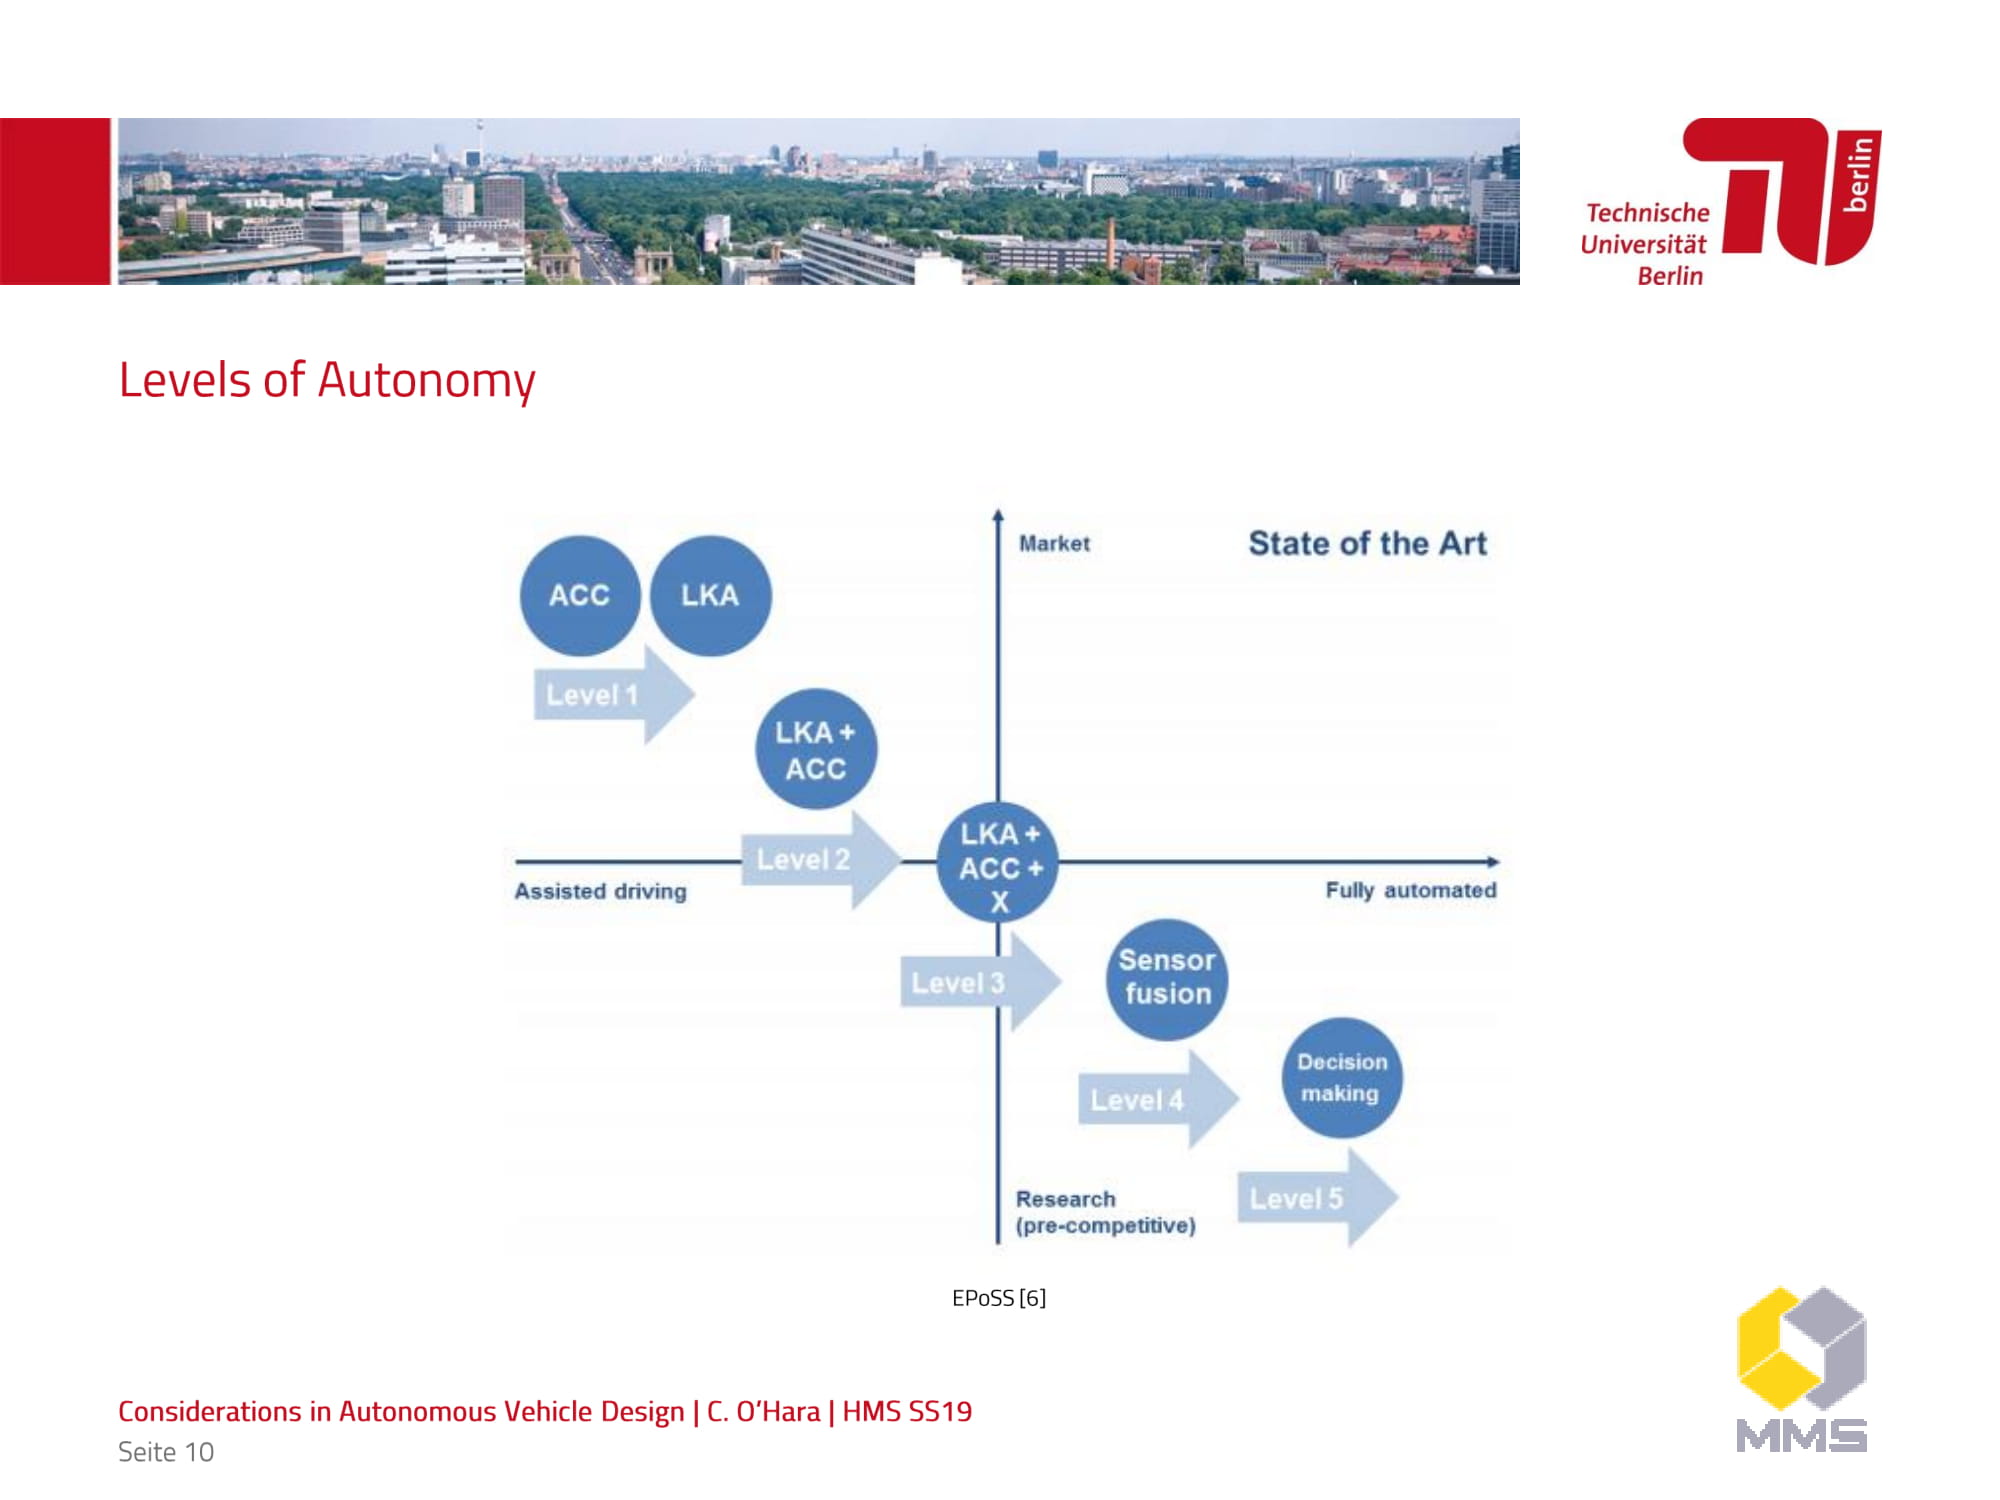 berlin
Technische
Universität
Berlin
Levels of Autonomy
Market
State of the Art
ACC
LKA
Level 1
LKA +
ACC
Level 2
LKA +
ACC +
X
Assisted driving
Fully automated
Level 3
Sensor
fusion
Level 4
Decision
making
Level 5
Research
(pre-competitive)
EPoSS [6]
Considerations in Autonomous Vehicle Design | C. O’Hara | HMS SS19
Seite 10
MMS